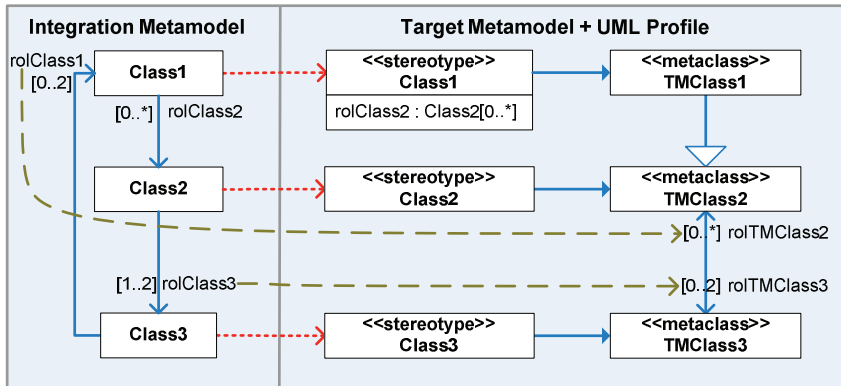 Integration Metamodel
Target Metamodel + UML Profile
rolClass1
[0..2]
Class1
<<stereotype>>
Class1
rolClass2 : Class2[0..*]
<<metaclass>>
TMClass1
[0..*] rolClass2
Class2
<<stereotype>>
Class2
<<metaclass>>
TMClass2
[0..*] rolTMClass2
[1..2] rolClass3
[0..2] rolTMClass3
Class3
<<stereotype>>
Class3
<<metaclass>>
TMClass3